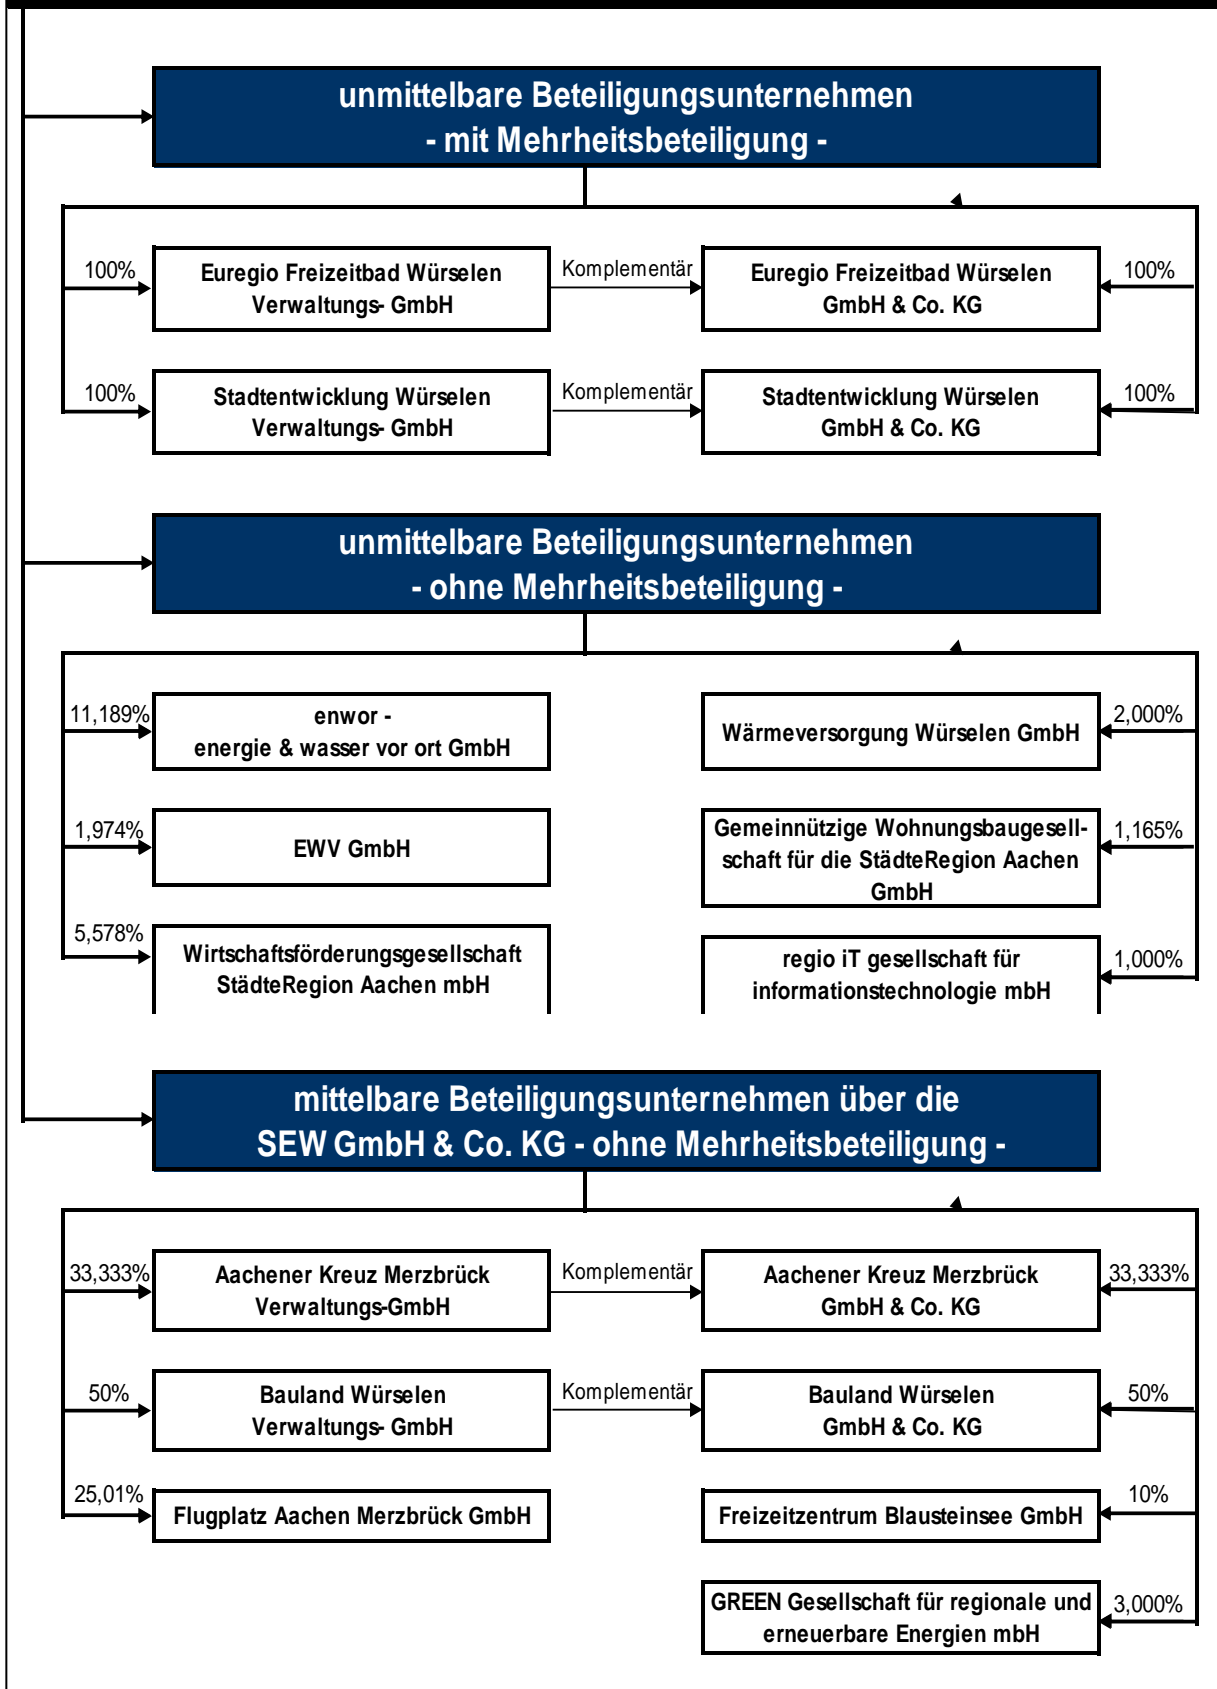 unmittelbare Beteiligungsunternehmen
- mit Mehrheitsbeteiligung -
100%
Euregio Freizeitbad Würselen
Verwaltungs- GmbH
Komplementär
Euregio Freizeitbad Würselen
GmbH & Co. KG
100%
100%
Stadtentwicklung Würselen
Verwaltungs- GmbH
Komplementär
Stadtentwicklung Würselen
GmbH & Co. KG
100%
unmittelbare Beteiligungsunternehmen
- ohne Mehrheitsbeteiligung -
11,189%
enwor -
energie & wasser vor ort GmbH
Wärmeversorgung Würselen GmbH
2,000%
1,974%
EWV GmbH
Gemeinnützige Wohnungsbaugesell-
schaft für die StädteRegion Aachen
GmbH
1,165%
5,578%
Wirtschaftsförderungsgesellschaft
StädteRegion Aachen mbH
regio iT gesellschaft für
informationstechnologie mbH
1,000%
mittelbare Beteiligungsunternehmen über die
SEW GmbH & Co. KG - ohne Mehrheitsbeteiligung -
33,333%
Aachener Kreuz Merzbrück
Verwaltungs-GmbH
Komplementär
Aachener Kreuz Merzbrück
GmbH & Co. KG
33,333%
50%
Bauland Würselen
Verwaltungs- GmbH
Komplementär
Bauland Würselen
GmbH & Co. KG
50%
25,01%
Flugplatz Aachen Merzbrück GmbH
Freizeitzentrum Blausteinsee GmbH
10%
GREEN Gesellschaft für regionale und
erneuerbare Energien mbH
3,000%